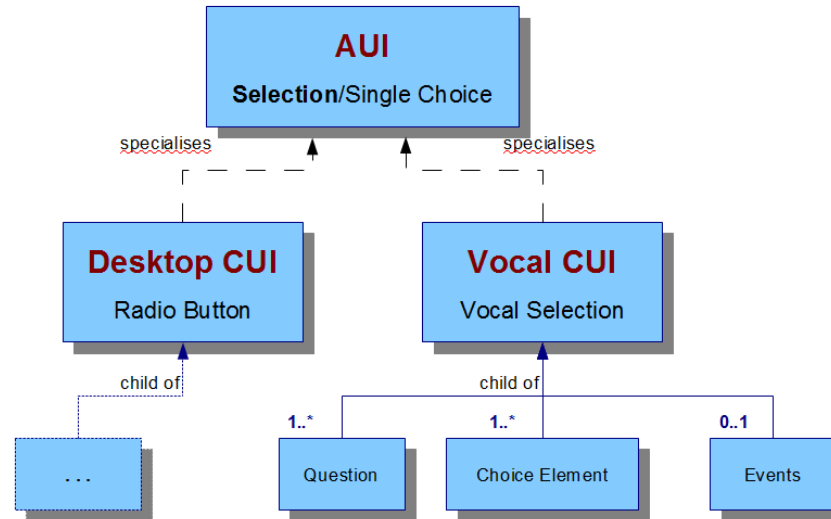 AUI
Selection/Single Choice
specialises
specialises
Desktop CUI
Radio Button
Vocal CUI
Vocal Selection
child of
child of
1..*
1..*
0..1
. . .
Question
Choice Element
Events